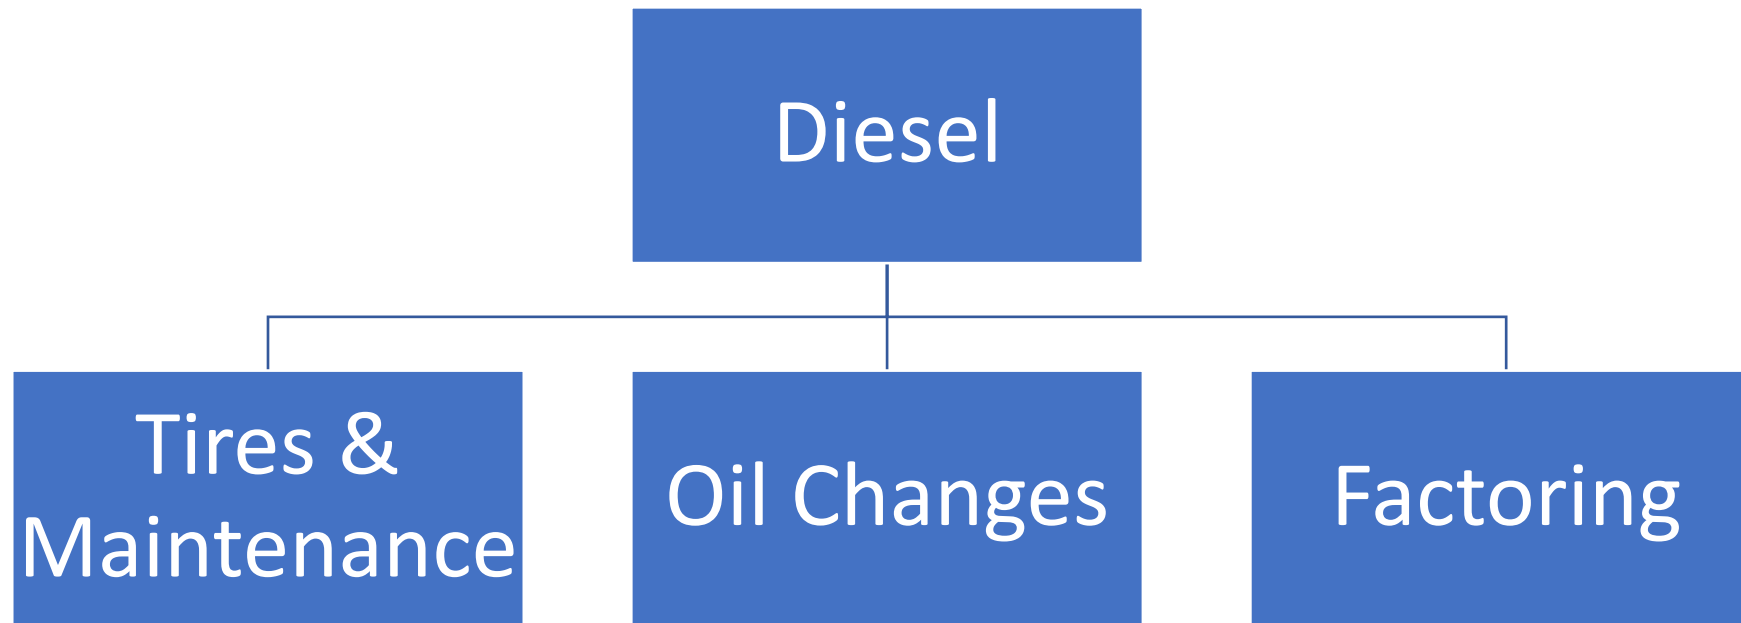 Diesel
Tires &
Maintenance
Oil Changes
Factoring